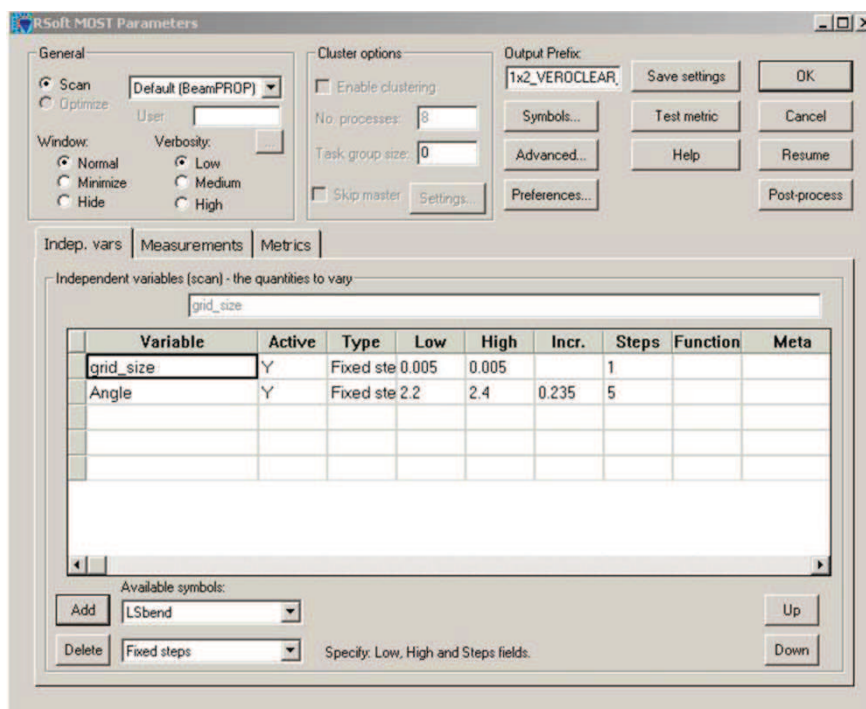 RSoft MOST Parameters
General
Scan
Default (BeamPROP)
Optimize
User
...
Window:
Verbosity:
Normal
Low
Minimize
Medium
Hide
High
Cluster options
Enable clustering
No. processes: 8
Task group size: 0
Skip master
Settings...
Output Prefix:
1x2_VEROCLEAR_
Save settings
OK
Symbols...
Test metric
Cancel
Advanced...
Help
Resume
Preferences...
Post-process
Indep. vars
Measurements
Metrics
Independent variables (scan) - the quantities to vary
grid_size
Variable Active Type Low High Incr. Steps Function Meta
grid_size Y Fixed ste 0.005 0.005 1
Angle Y Fixed ste 2.2 2.4 0.235 5
Available symbols:
Add
LSbend
Up
Delete
Fixed steps
Specify: Low, High and Steps fields.
Down